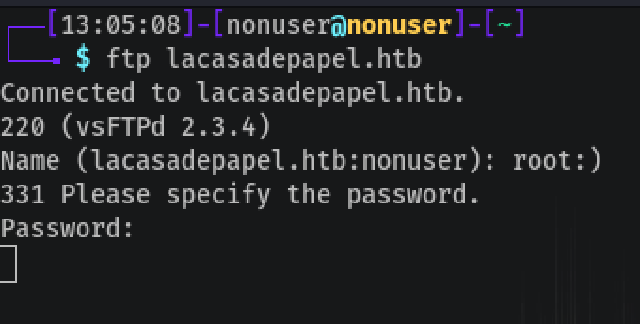 [13:05:08]-[nonuser@nonuser]-[~]
$ ftp lacasadepapel.htb
Connected to lacasadepapel.htb.
220 (vsFTPd 2.3.4)
Name (lacasadepapel.htb:nonuser): root:)
331 Please specify the password.
Password: